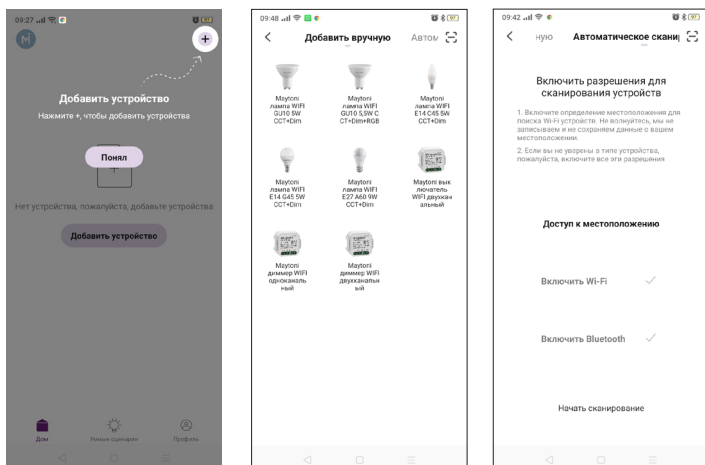 09:27
97
M
Добавить устройство
Нажмите +, чтобы добавить устройства
Понял
Нет устройства, пожалуйста, добавьте устройства
Добавить устройство
Дом
Умные сценарии
Профиль
09:48
97
Добавить вручную
Автом
Maytoni
лампа WIFI
GU10 5W
CCT+Dim
Maytoni
лампа WIFI
GU10 5,5W C
CT+Dim+RGB
Maytoni
лампа WIFI
E14 C45 5W
CCT+Dim
Maytoni
лампа WIFI
E14 G45 5W
CCT+Dim
Maytoni
лампа WIFI
E27 A60 9W
CCT+Dim
Maytoni вык
лючатель
WIFI двухкан
альный
Maytoni
диммер WIFI
одноканаль
ный
Maytoni
диммер WIFI
двухканальн
ый
09:42
97
ную
Автоматическое скани
Включить разрешения для
сканирования устройств
1. Включите определение местоположения для
поиска Wi-Fi устройств. Не волнуйтесь, мы не
записываем и не сохраняем данные о вашем
местоположении.
2. Если вы не уверены в типе устройства,
пожалуйста, включите все эти разрешения
Доступ к местоположению
Включить Wi-Fi
Включить Bluetooth
Начать сканирование